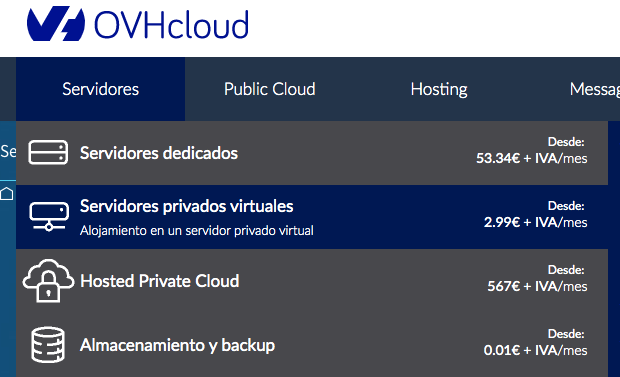 OVHcloud
Servidores Public Cloud Hosting Messag
Se
Servidores dedicados
Desde:
53.34€ + IVA/mes
Servidores privados virtuales
Alojamiento en un servidor privado virtual
Desde:
2.99€ + IVA/mes
Hosted Private Cloud
Desde:
567€ + IVA/mes
Almacenamiento y backup
Desde:
0.01€ + IVA/mes